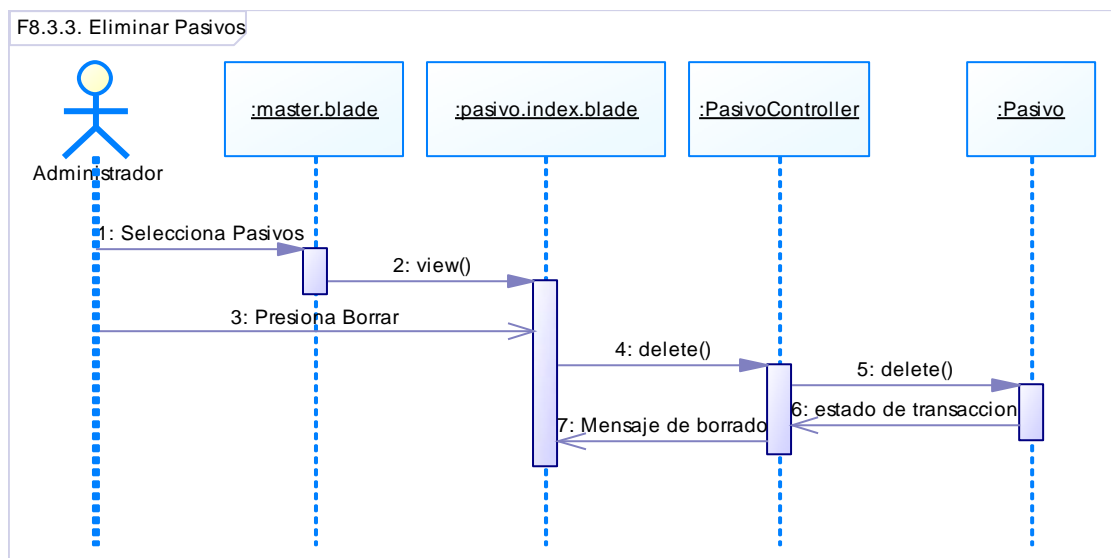 F8.3.3. Eliminar Pasivos
:master.blade
:pasivo.index.blade
:PasivoController
:Pasivo
Administrador
1: Selecciona Pasivos
2: view()
3: Presiona Borrar
4: delete()
5: delete()
6: estado de transaccion
7: Mensaje de borrado